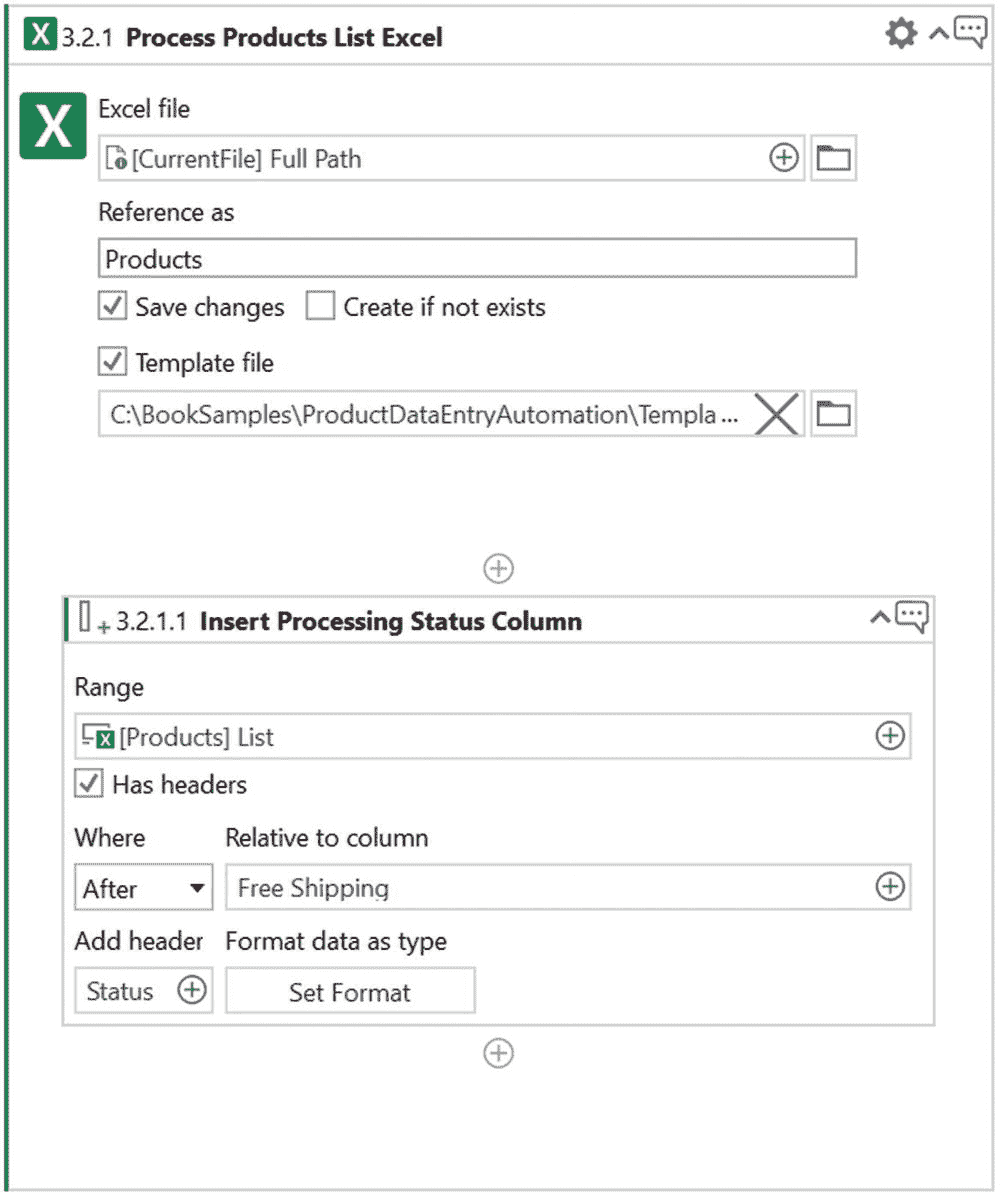 3.2.1 Process Products List Excel
Excel file
[CurrentFile] Full Path
Reference as
Products
Save changes Create if not exists
Template file
C:\BookSamples\ProductDataEntryAutomation\Templa ...
3.2.1.1 Insert Processing Status Column
Range
[Products] List
Has headers
Where Relative to column
After Free Shipping
Add header Format data as type
Status Set Format